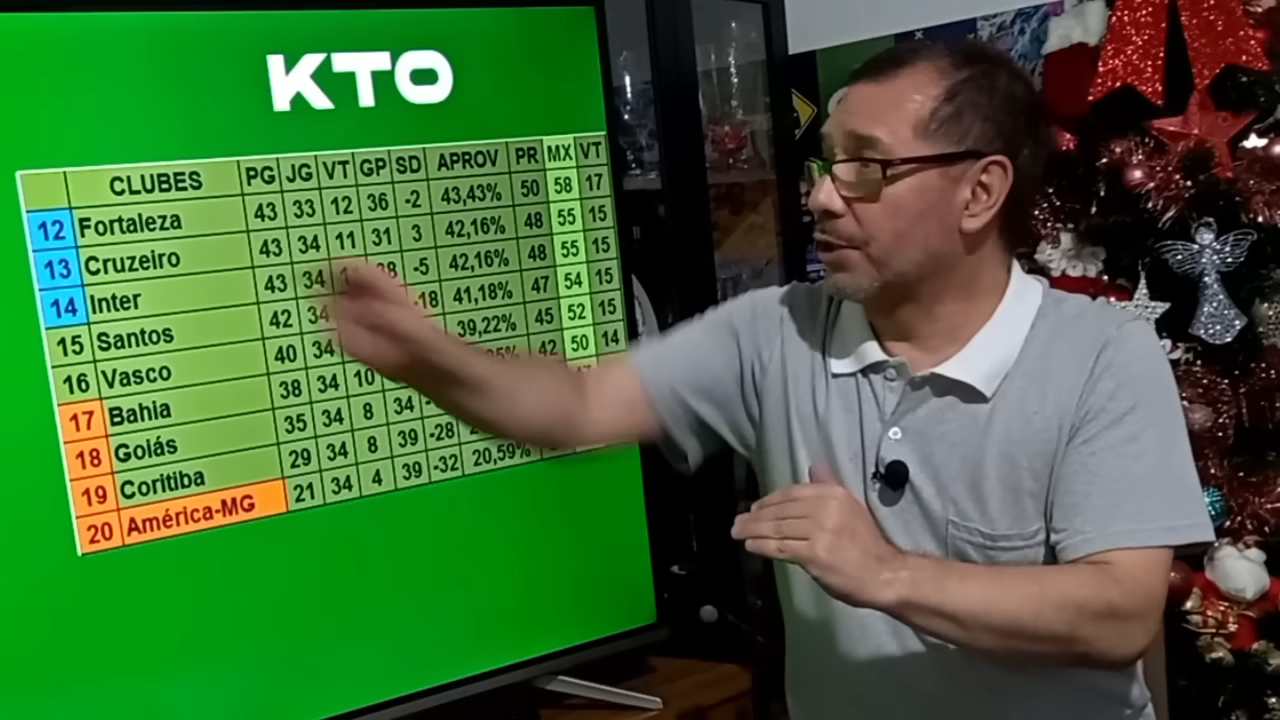 KTO
CLUBES PG JG VT GP SD APROV PR MX VT
12 Fortaleza 43 33 12 36 -2 43,43% 50 58 17
13 Cruzeiro 43 34 11 31 3 42,16% 48 55 15
14 Inter 43 34 -5 42,16% 48 55 15
15 Santos 42 34 -18 41,18% 47 54 15
16 Vasco 40 34 39,22% 45 52 15
17 Bahia 38 34 10 42 50 14
18 Goiás 35 34 8 34
19 Coritiba 29 34 8 39 -28
20 América-MG 21 34 4 39 -32 20,59%